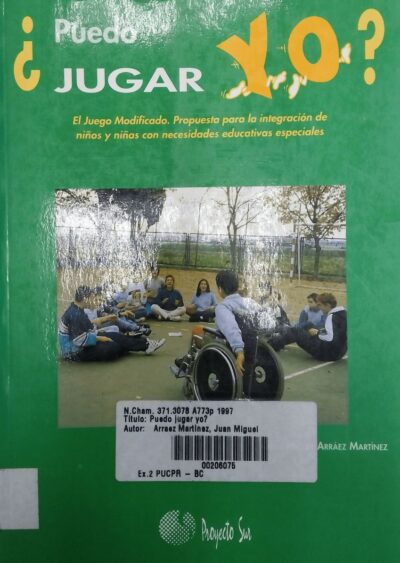 ¿ Puedo
JUGAR YO?
El Juego Modificado. Propuesta para la integración de
niños y niñas con necesidades educativas especiales
N.Cham. 371.3078 A773p 1997
Título: Puedo jugar yo?
Autor: Arraez Martínez, Juan Miguel
00206075
Ex.2 PUCPR - BC
ARRÁEZ MARTÍNEZ
Proyecto Sur